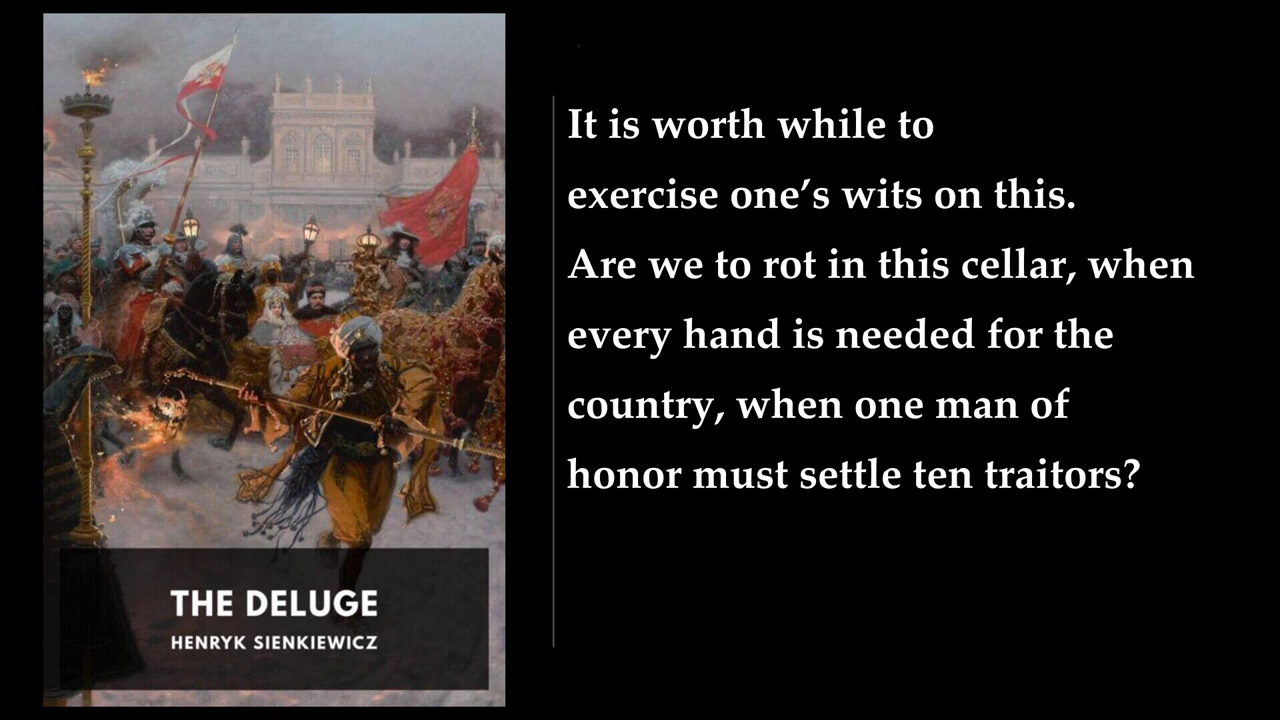 THE DELUGE
HENRYK SIENKIEWICZ
It is worth while to
exercise one’s wits on this.
Are we to rot in this cellar, when
every hand is needed for the
country, when one man of
honor must settle ten traitors?